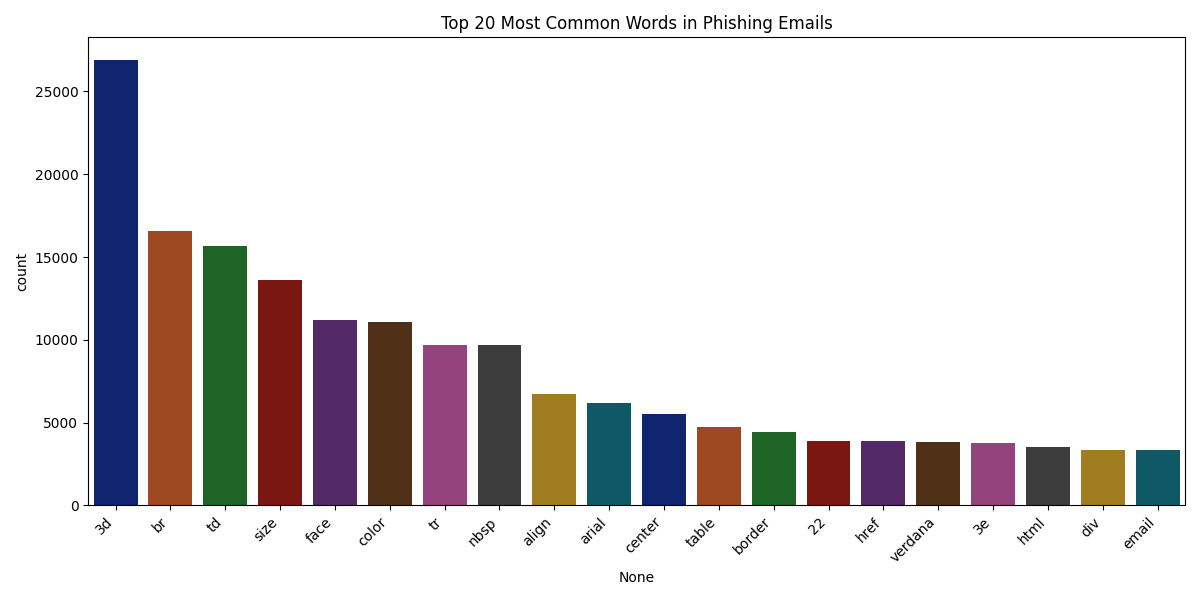 Top 20 Most Common Words in Phishing Emails
25000
20000
15000
10000
5000
0
count
3d
br
td
size
face
color
tr
nbsp
align
arial
center
table
border
22
href
verdana
3e
html
div
email
None